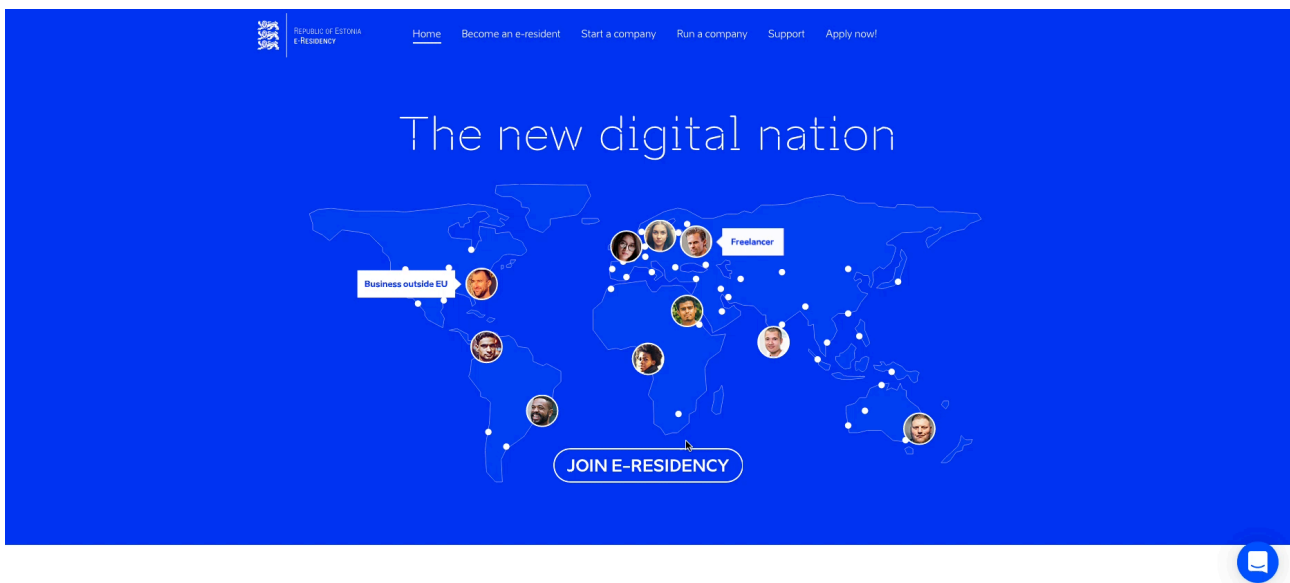 REPUBLIC OF ESTONIA
E-RESIDENCY
Home Become an e-resident Start a company Run a company Support Apply now!
The new digital nation
Freelancer
Business outside EU
JOIN E-RESIDENCY